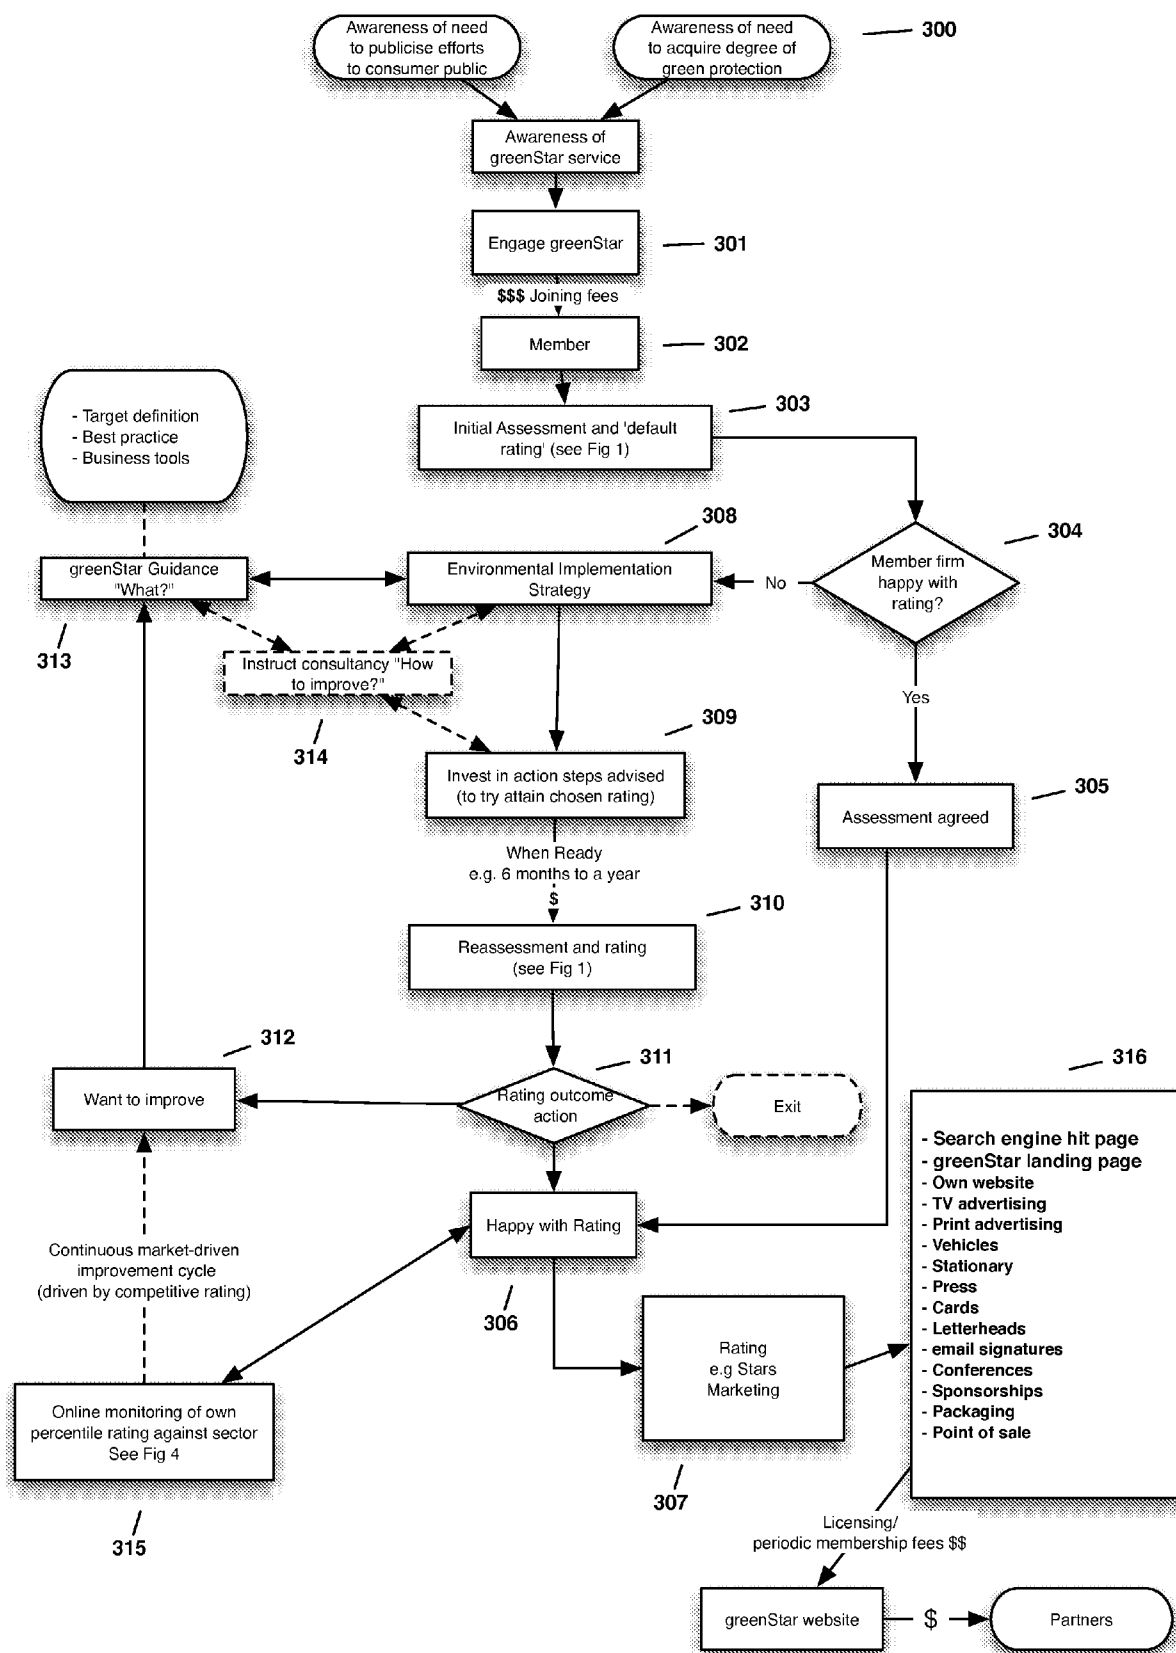 Awareness of need
to publicise efforts
to consumer public
Awareness of need
to acquire degree of
green protection
300
Awareness of
greenStar service
Engage greenStar
301
$$$ Joining fees
Member
302
303
Initial Assessment and 'default
rating' (see Fig 1)
- Target definition
- Best practice
- Business tools
308
304
greenStar Guidance
"What?"
Environmental Implementation
Strategy
No
Member firm
happy with
rating?
313
Instruct consultancy "How
to improve?"
314
Yes
309
Invest in action steps advised
(to try attain chosen rating)
305
Assessment agreed
When Ready
e.g. 6 months to a year
$
310
Reassessment and rating
(see Fig 1)
312
311
316
Want to improve
Rating outcome
action
Exit
- Search engine hit page
- greenStar landing page
- Own website
- TV advertising
- Print advertising
- Vehicles
- Stationary
- Press
- Cards
- Letterheads
- email signatures
- Conferences
- Sponsorships
- Packaging
- Point of sale
Happy with Rating
Continuous market-driven
improvement cycle
(driven by competitive rating)
306
Rating
e.g Stars
Marketing
Online monitoring of own
percentile rating against sector
See Fig 4
307
315
Licensing/
periodic membership fees $$
greenStar website
$
Partners